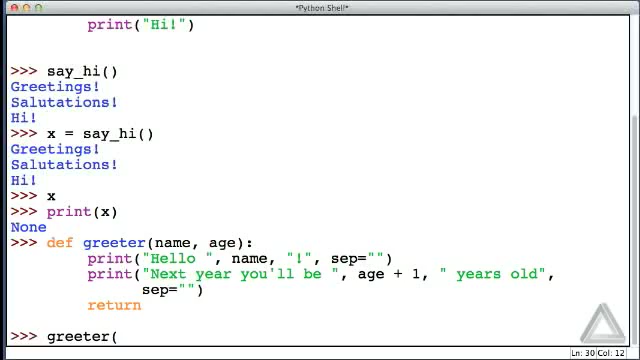 *Python Shell*
print("Hi!")
>>> say_hi()
Greetings!
Salutations!
Hi!
>>> x = say_hi()
Greetings!
Salutations!
Hi!
>>> x
>>> print(x)
None
>>> def greeter(name, age):
print("Hello ", name, "!", sep="")
print("Next year you'll be ", age + 1, " years old",
sep="")
return
>>> greeter(
Ln: 30 Col: 12